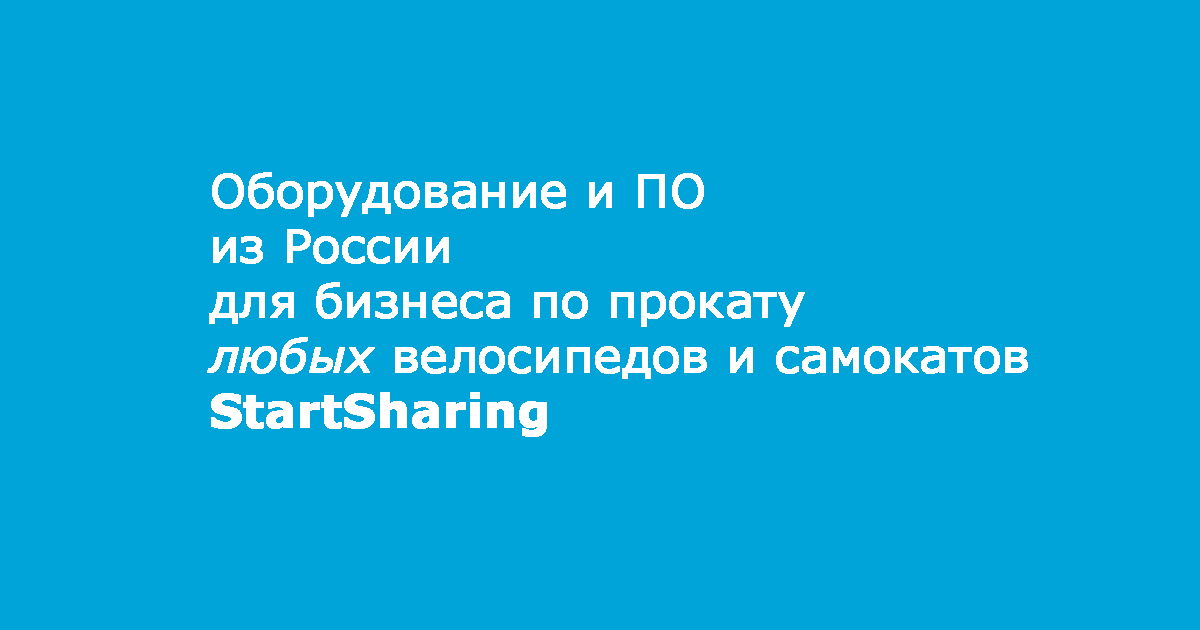 Оборудование и ПО
из России
для бизнеса по прокату
любых велосипедов и самокатов
StartSharing